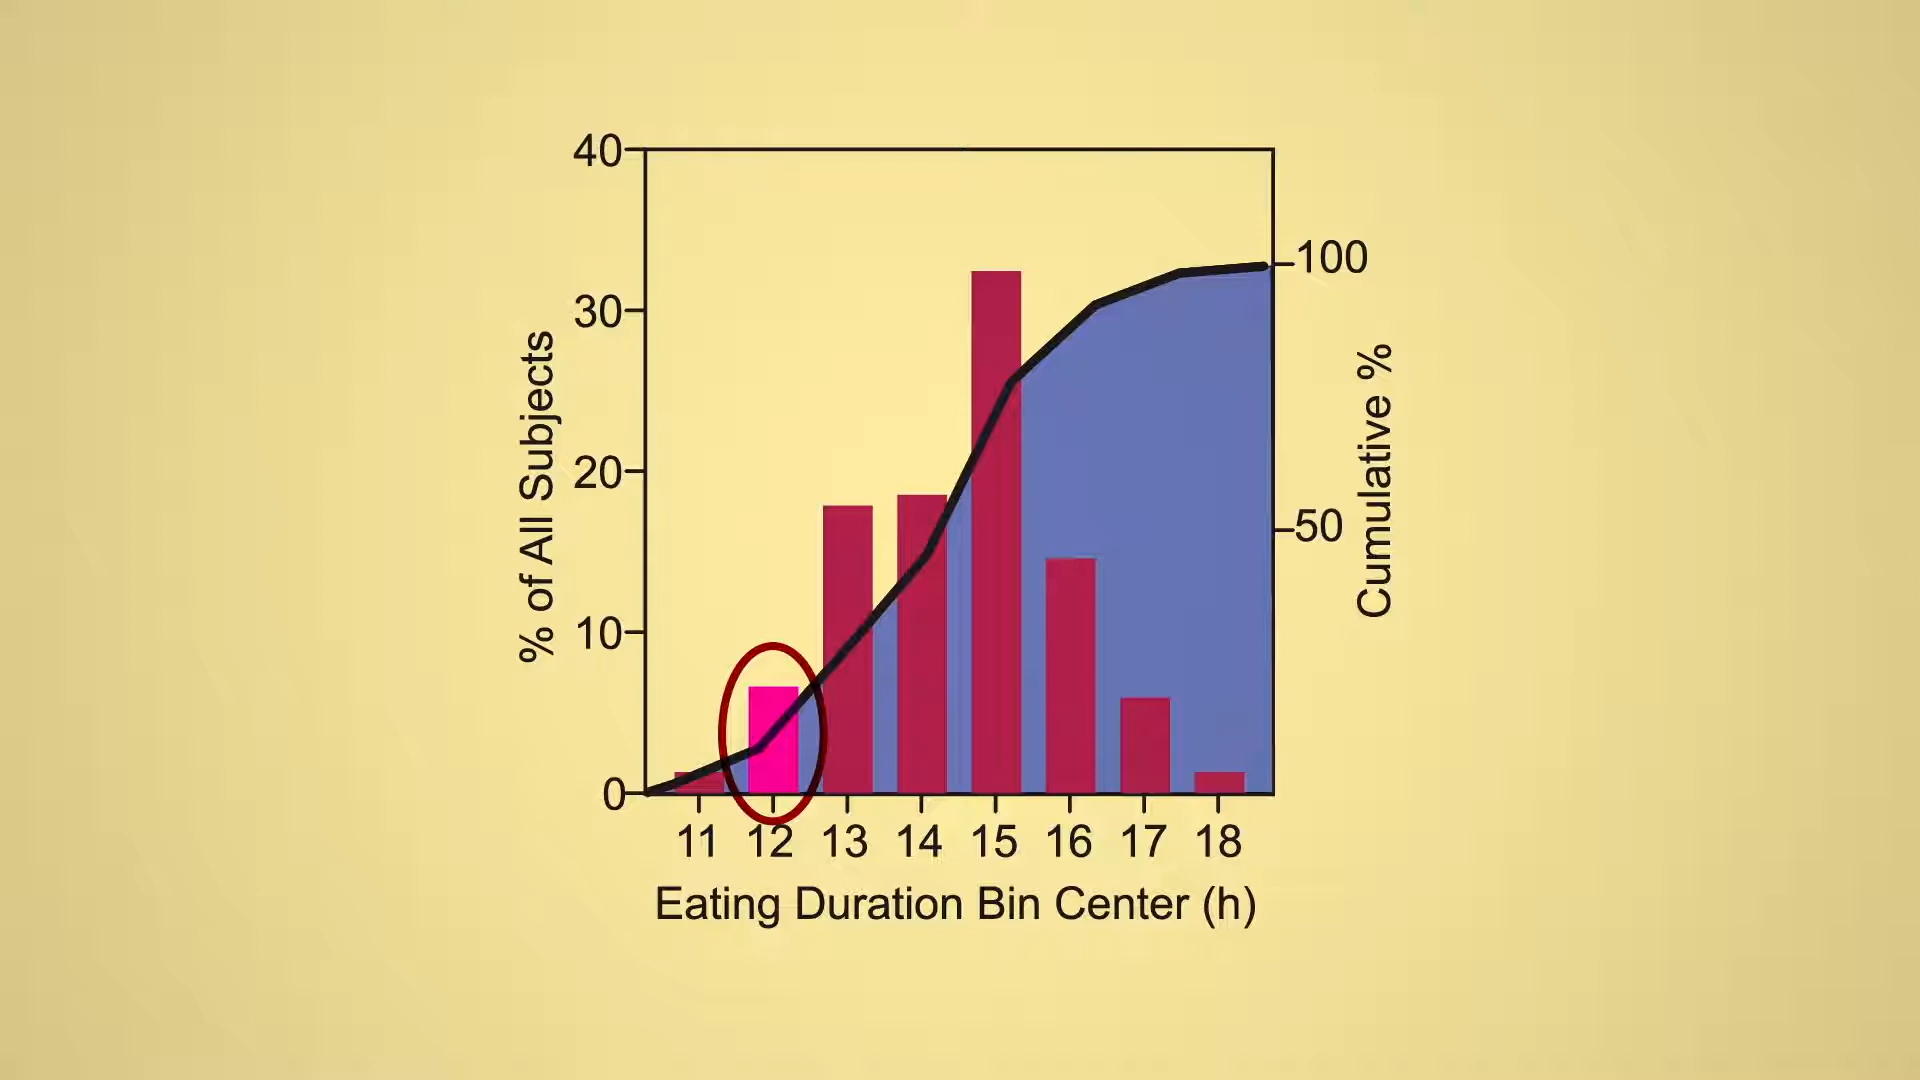 40
30
20
10
0
% of All Subjects
100
50
Cumulative %
11 12 13 14 15 16 17 18
Eating Duration Bin Center (h)